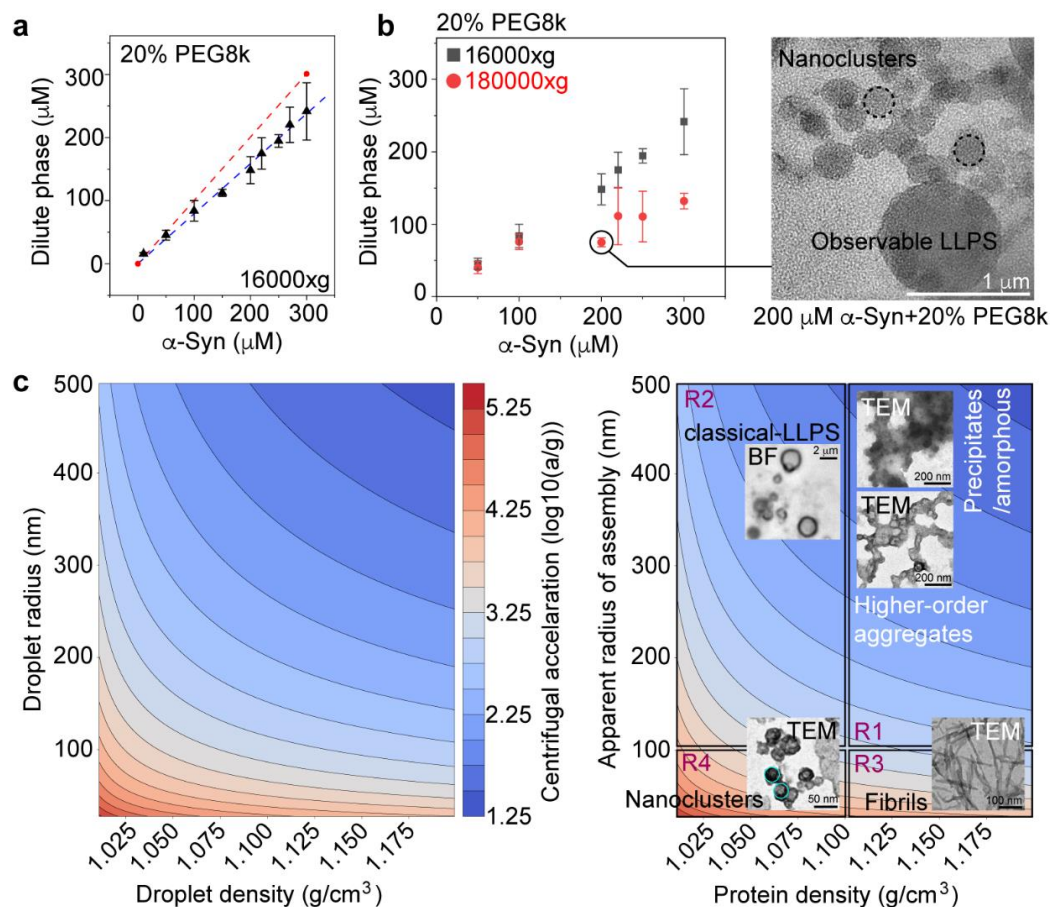 a
20% PEG8k
Dilute phase (μM)
300
200
100
0
0 100 200 300
α-Syn (μM)
16000xg
b
20% PEG8k
16000xg
180000xg
Dilute phase (μM)
300
200
100
0
0 50 100 150 200 250 300
α-Syn (μM)
Nanoclusters
Observable LLPS
1 μm
200 μM α-Syn+20% PEG8k
c
Droplet radius (nm)
500
400
300
200
100
1.025 1.050 1.075 1.100 1.125 1.150 1.175
Droplet density (g/cm³)
5.25
4.25
3.25
2.25
1.25
Centrifugal accelaration (log10(a/g))
Apparent radius of assembly (nm)
500
400
300
200
100
R2
classical-LLPS
BF
2 μm
TEM
200 nm
Precipitates
/amorphous
TEM
200 nm
Higher-order
aggregates
R1
R4
TEM
50 nm
Nanoclusters
R3
TEM
100 nm
Fibrils
1.025 1.050 1.075 1.100 1.125 1.150 1.175
Protein density (g/cm³)